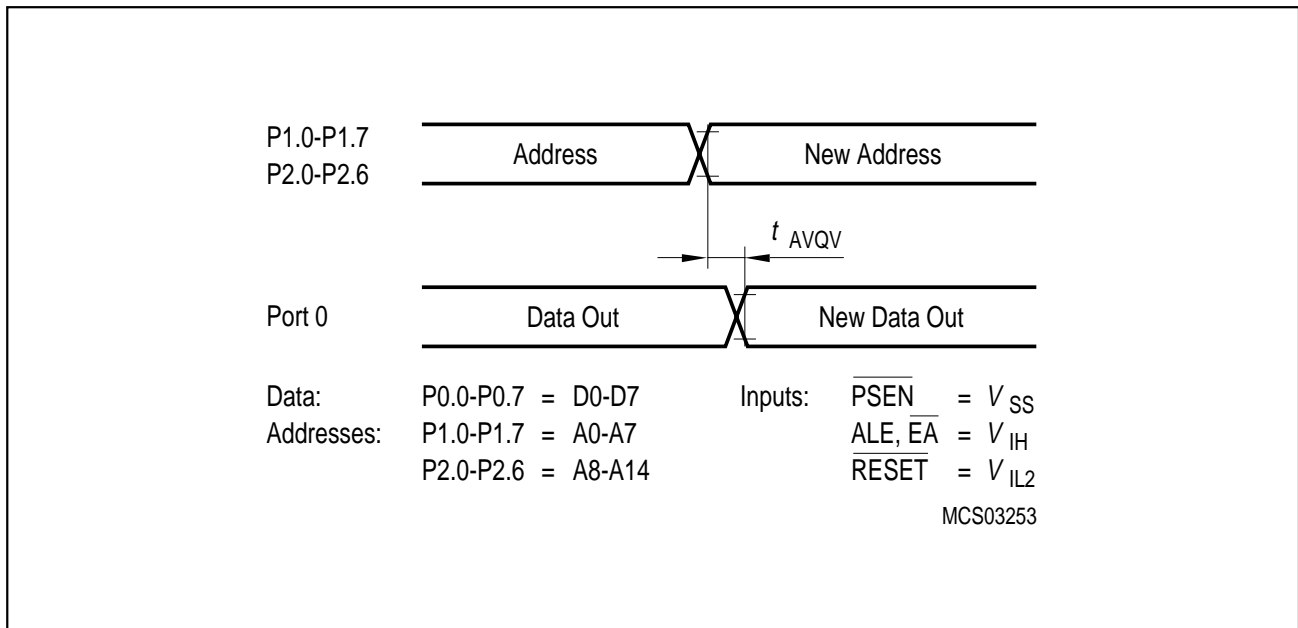 P1.0-P1.7
P2.0-P2.6
Address
New Address
t AVQV
Port 0
Data Out
New Data Out
Data: P0.0-P0.7 = D0-D7 Inputs: PSEN = V SS
Addresses: P1.0-P1.7 = A0-A7 ALE, EA = V IH
P2.0-P2.6 = A8-A14 RESET = V IL2
MCS03253